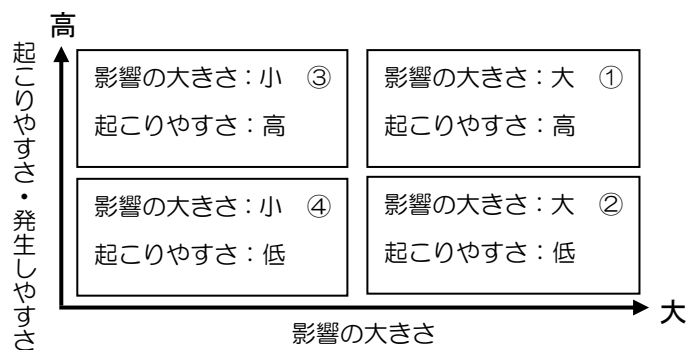 高
起こりやすさ・発生しやすさ
影響の大きさ：小　③
起こりやすさ：高
影響の大きさ：大　①
起こりやすさ：高
影響の大きさ：小　④
起こりやすさ：低
影響の大きさ：大　②
起こりやすさ：低
大
影響の大きさ